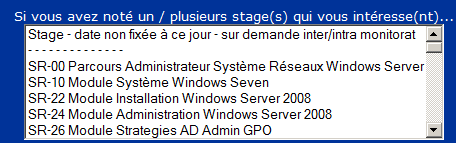 Si vous avez noté un / plusieurs stage(s) qui vous intéresse(nt)...
Stage - date non fixée à ce jour - sur demande inter/intra monitorat
- - - - - - - - - - - - - -
SR-00 Parcours Administrateur Système Réseaux Windows Server
SR-10 Module Système Windows Seven
SR-22 Module Installation Windows Server 2008
SR-24 Module Administration Windows Server 2008
SR-26 Module Strategies AD Admin GPO